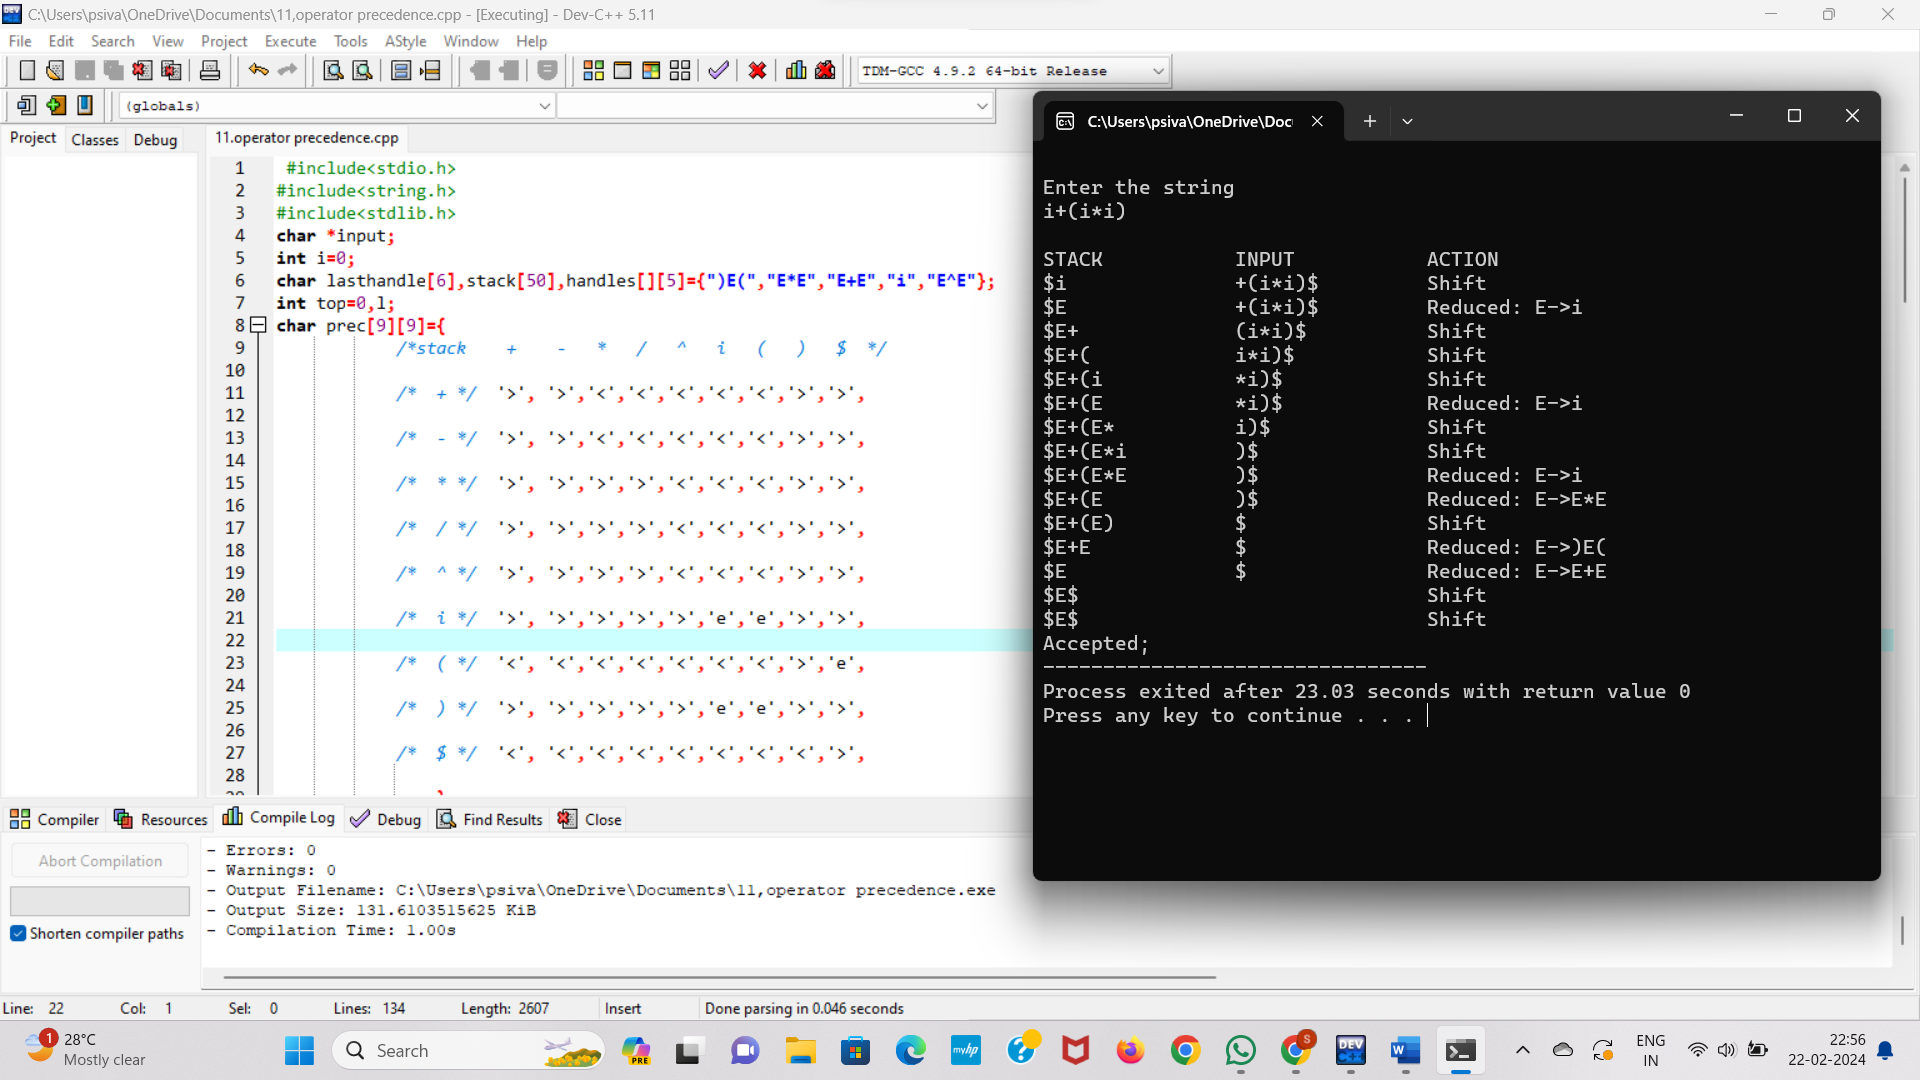 C:\Users\psiva\OneDrive\Documents\11,operator precedence.cpp - [Executing] - Dev-C++ 5.11
File Edit Search View Project Execute Tools AStyle Window Help
TDM-GCC 4.9.2 64-bit Release
(globals)
Project Classes Debug
11.operator precedence.cpp
1 #include<stdio.h>
2 #include<string.h>
3 #include<stdlib.h>
4 char *input;
5 int i=0;
6 char lasthandle[6],stack[50],handles[][5]={")E(","E*E","E+E","i","E^E"};
7 int top=0,l;
8 char prec[9][9]={
9 /*stack + - * / ^ i ( ) $ */
10
11 /* + */ '>', '>','<','<','<','<','<','>','>',
12
13 /* - */ '>', '>','<','<','<','<','<','>','>',
14
15 /* * */ '>', '>','>','>','<','<','<','>','>',
16
17 /* / */ '>', '>','>','>','<','<','<','>','>',
18
19 /* ^ */ '>', '>','>','>','<','<','<','>','>',
20
21 /* i */ '>', '>','>','>','>','e','e','>','>',
22
23 /* ( */ '<', '<','<','<','<','<','<','>','e',
24
25 /* ) */ '>', '>','>','>','>','e','e','>','>',
26
27 /* $ */ '<', '<','<','<','<','<','<','<','>',
28
C:\Users\psiva\OneDrive\Doc
Enter the string
i+(i*i)
STACK INPUT ACTION
$i +(i*i)$ Shift
$E +(i*i)$ Reduced: E->i
$E+ (i*i)$ Shift
$E+( i*i)$ Shift
$E+(i *i)$ Shift
$E+(E *i)$ Reduced: E->i
$E+(E* i)$ Shift
$E+(E*i )$ Shift
$E+(E*E )$ Reduced: E->i
$E+(E )$ Reduced: E->E*E
$E+(E) $ Shift
$E+E $ Reduced: E->)E(
$E $ Reduced: E->E+E
$E$ Shift
$E$ Shift
Accepted;
--------------------------------
Process exited after 23.03 seconds with return value 0
Press any key to continue . . .
Compiler Resources Compile Log Debug Find Results Close
Abort Compilation
Shorten compiler paths
- Errors: 0
- Warnings: 0
- Output Filename: C:\Users\psiva\OneDrive\Documents\11,operator precedence.exe
- Output Size: 131.6103515625 KiB
- Compilation Time: 1.00s
Line: 22 Col: 1 Sel: 0 Lines: 134 Length: 2607 Insert Done parsing in 0.046 seconds
1
28°C
Mostly clear
Search
PRE
myhp
S
DEV
C++
W
ENG
IN
22:56
22-02-2024